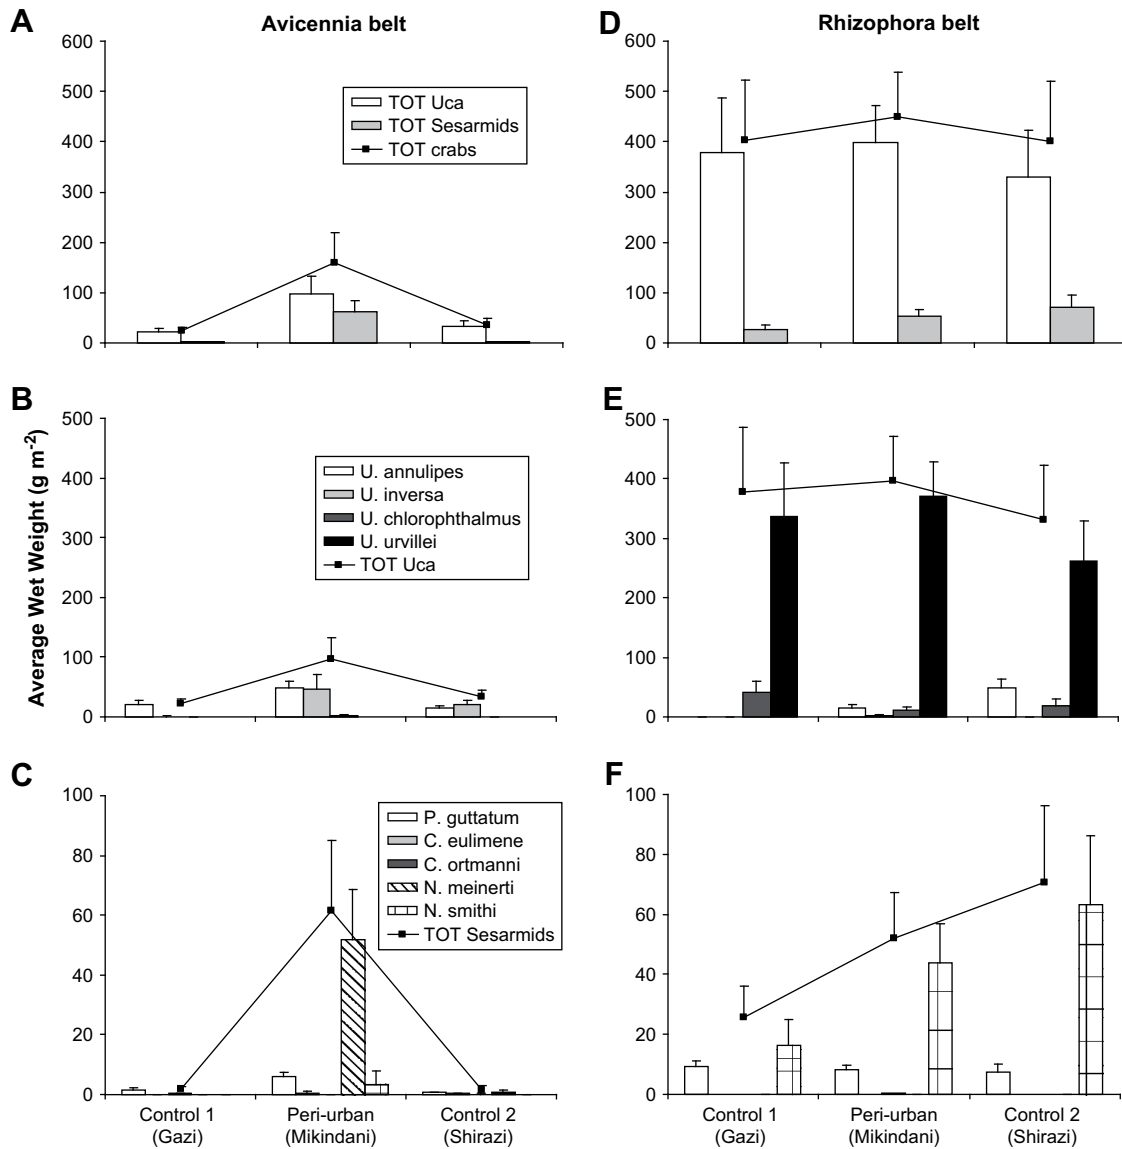 A
Avicennia belt
600
500
400
300
200
100
0
TOT Uca
TOT Sesarmids
TOT crabs
D
Rhizophora belt
600
500
400
300
200
100
0
Average Wet Weight (g m-2)
B
500
400
300
200
100
0
U. annulipes
U. inversa
U. chlorophthalmus
U. urvillei
TOT Uca
E
500
400
300
200
100
0
C
100
80
60
40
20
0
P. guttatum
C. eulimene
C. ortmanni
N. meinerti
N. smithi
TOT Sesarmids
Control 1
(Gazi)
Peri-urban
(Mikindani)
Control 2
(Shirazi)
F
100
80
60
40
20
0
Control 1
(Gazi)
Peri-urban
(Mikindani)
Control 2
(Shirazi)